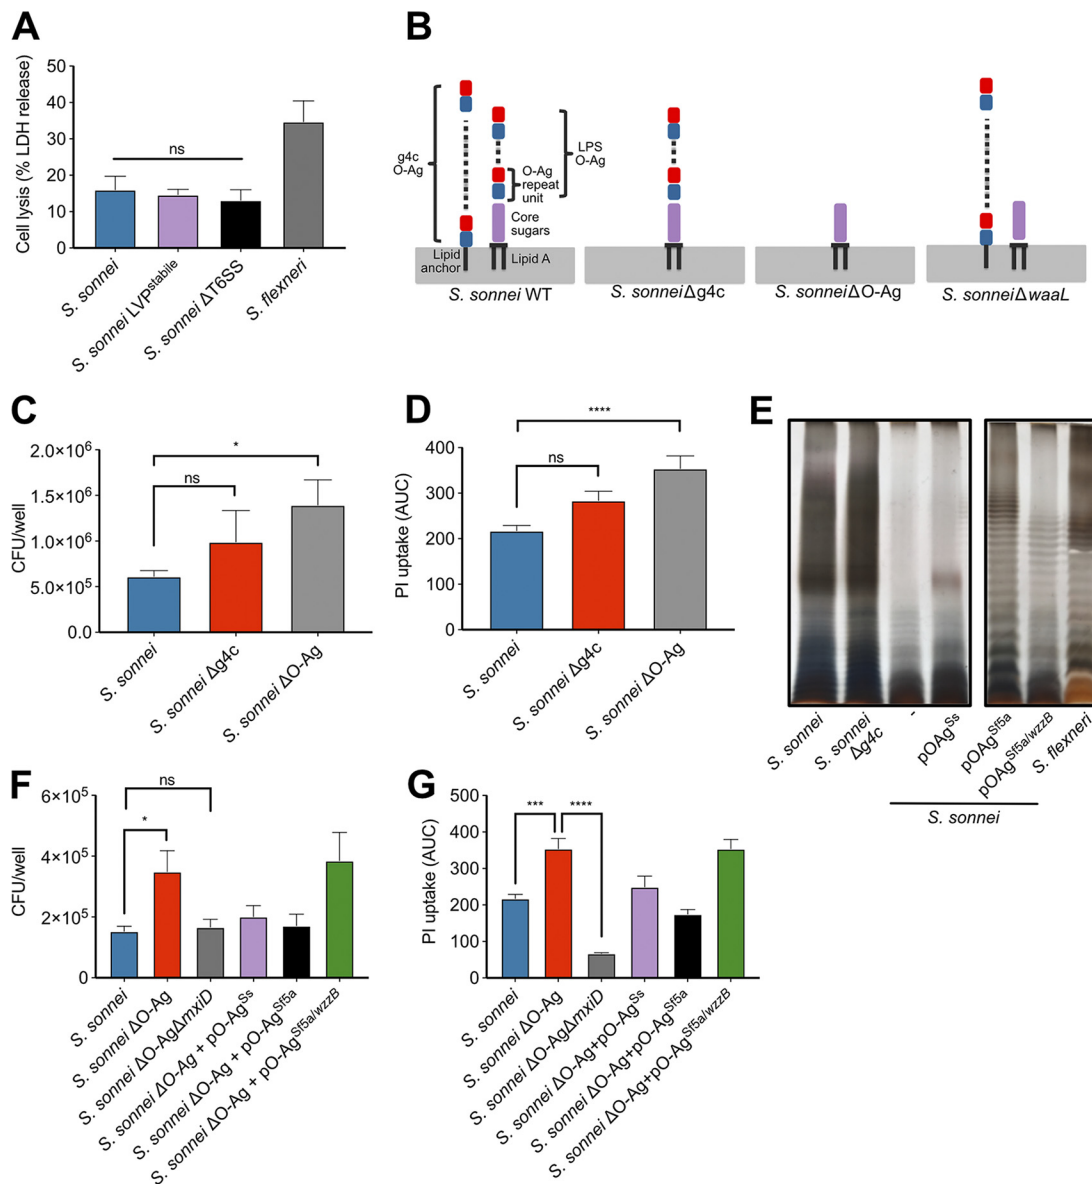 A
Cell lysis (% LDH release)
50
40
30
20
10
0
ns
S. sonnei
S. sonnei LVPstabile
S. sonnei ΔT6SS
S. flexneri
B
g4c
O-Ag
LPS
O-Ag
O-Ag
repeat
unit
Core
sugars
Lipid
anchor
Lipid A
S. sonnei WT
S. sonneiΔg4c
S. sonneiΔO-Ag
S. sonneiΔwaaL
C
CFU/well
2.0×10⁶
1.5×10⁶
1.0×10⁶
5.0×10⁵
0.0
*
ns
S. sonnei
S. sonnei Δg4c
S. sonnei ΔO-Ag
D
PI uptake (AUC)
400
300
200
100
0
****
ns
S. sonnei
S. sonnei Δg4c
S. sonnei ΔO-Ag
E
S. sonnei
S. sonnei
Δg4c
-
pOAgSs
pOAgSf5a
pOAgSf5a/wzzB
S. flexneri
S. sonnei
F
CFU/well
6×10⁵
4×10⁵
2×10⁵
0
ns
*
S. sonnei
S. sonnei ΔO-Ag
S. sonnei ΔO-AgΔmxiD
S. sonnei ΔO-Ag + pO-AgSs
S. sonnei ΔO-Ag + pO-AgSf5a
S. sonnei ΔO-Ag + pO-AgSf5a/wzzB
G
PI uptake (AUC)
500
400
300
200
100
0
***
****
S. sonnei
S. sonnei ΔO-Ag
S. sonnei ΔO-AgΔmxiD
S. sonnei ΔO-Ag+pO-AgSs
S. sonnei ΔO-Ag+pO-AgSf5a
S. sonnei ΔO-Ag+pO-AgSf5a/wzzB